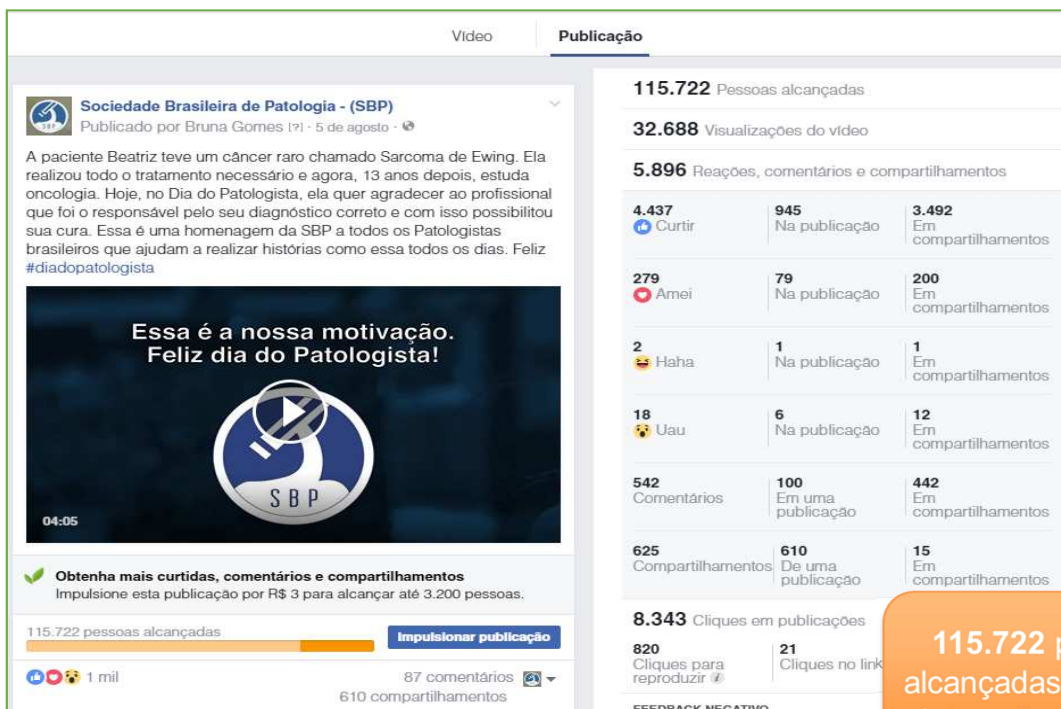 Vídeo
Publicação
Sociedade Brasileira de Patologia - (SBP)
Publicado por Bruna Gomes [?] · 5 de agosto ·
A paciente Beatriz teve um câncer raro chamado Sarcoma de Ewing. Ela
realizou todo o tratamento necessário e agora, 13 anos depois, estuda
oncologia. Hoje, no Dia do Patologista, ela quer agradecer ao profissional
que foi o responsável pelo seu diagnóstico correto e com isso possibilitou
sua cura. Essa é uma homenagem da SBP a todos os Patologistas
brasileiros que ajudam a realizar histórias como essa todos os dias. Feliz
#diadopatologista
Essa é a nossa motivação.
Feliz dia do Patologista!
SBP
04:05
Obtenha mais curtidas, comentários e compartilhamentos
Impulsione esta publicação por R$ 3 para alcançar até 3.200 pessoas.
115.722 pessoas alcançadas
Impulsionar publicação
1 mil
87 comentários
610 compartilhamentos
115.722 Pessoas alcançadas
32.688 Visualizações do vídeo
5.896 Reações, comentários e compartilhamentos
4.437
Curtir
945
Na publicação
3.492
Em
compartilhamentos
279
Amei
79
Na publicação
200
Em
compartilhamentos
2
Haha
1
Na publicação
1
Em
compartilhamentos
18
Uau
6
Na publicação
12
Em
compartilhamentos
542
Comentários
100
Em uma
publicação
442
Em
compartilhamentos
625
Compartilhamentos
610
De uma
publicação
15
Em
compartilhamentos
8.343 Cliques em publicações
820
Cliques para
reproduzir
21
Cliques no link
FEEDBACK NEGATIVO
115.722 p
alcançadas